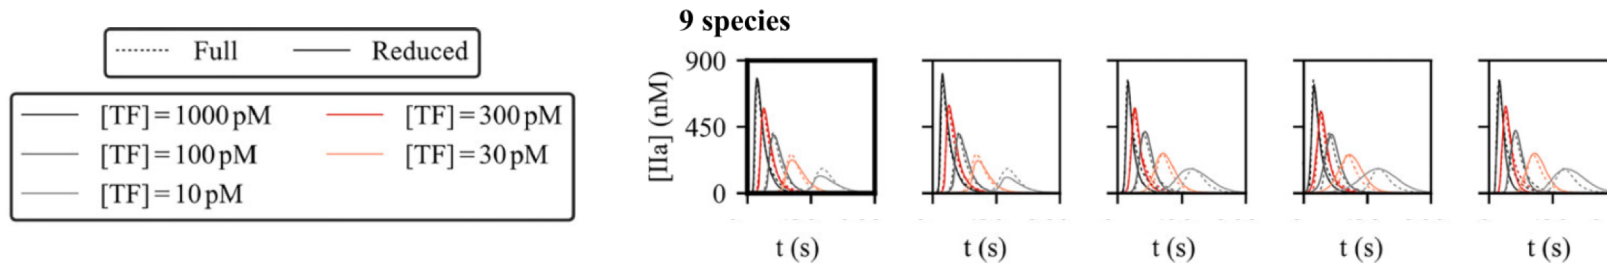 9 species
Full Reduced
[TF] = 1000 pM [TF] = 300 pM
[TF] = 100 pM [TF] = 30 pM
[TF] = 10 pM
[IIa] (nM)
900
450
0
t (s) t (s) t (s) t (s) t (s)